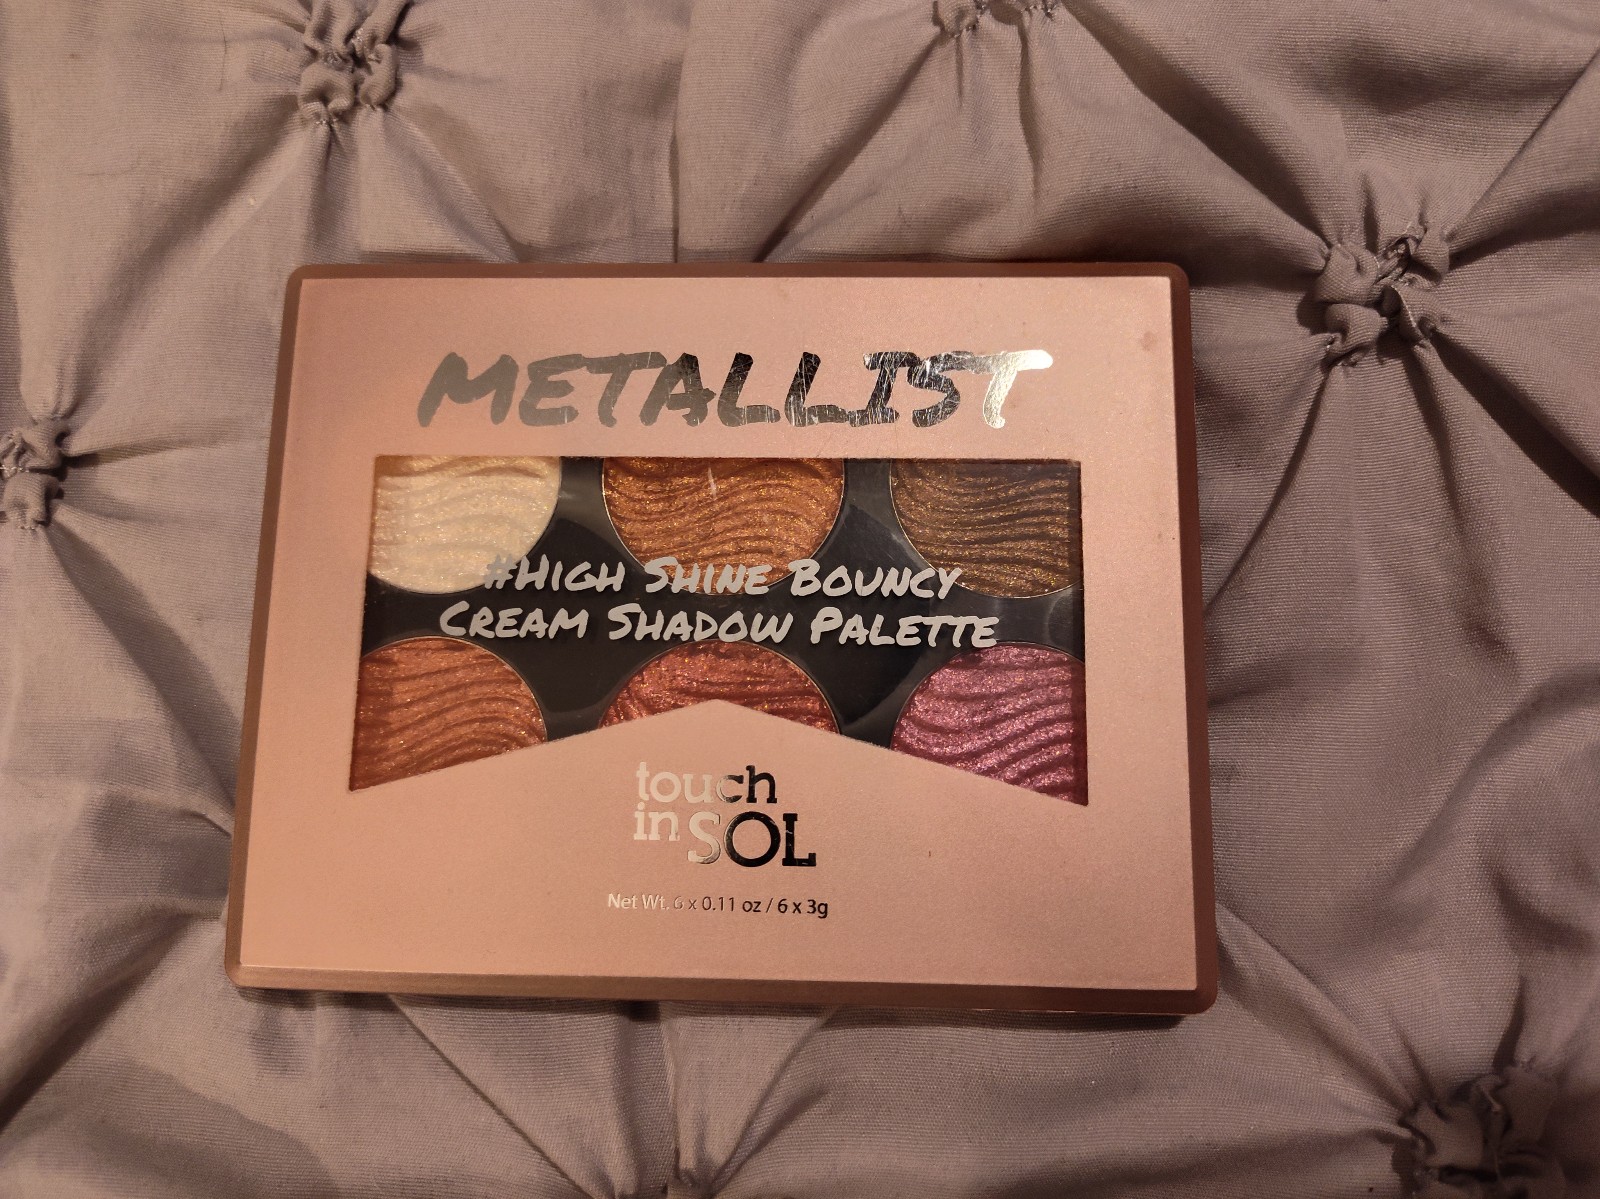 METALLIST
#HIGH SHINE BOUNCY
CREAM SHADOW PALETTE
touch
in SOL
Net Wt. 6 x 0.11 oz / 6 x 3g